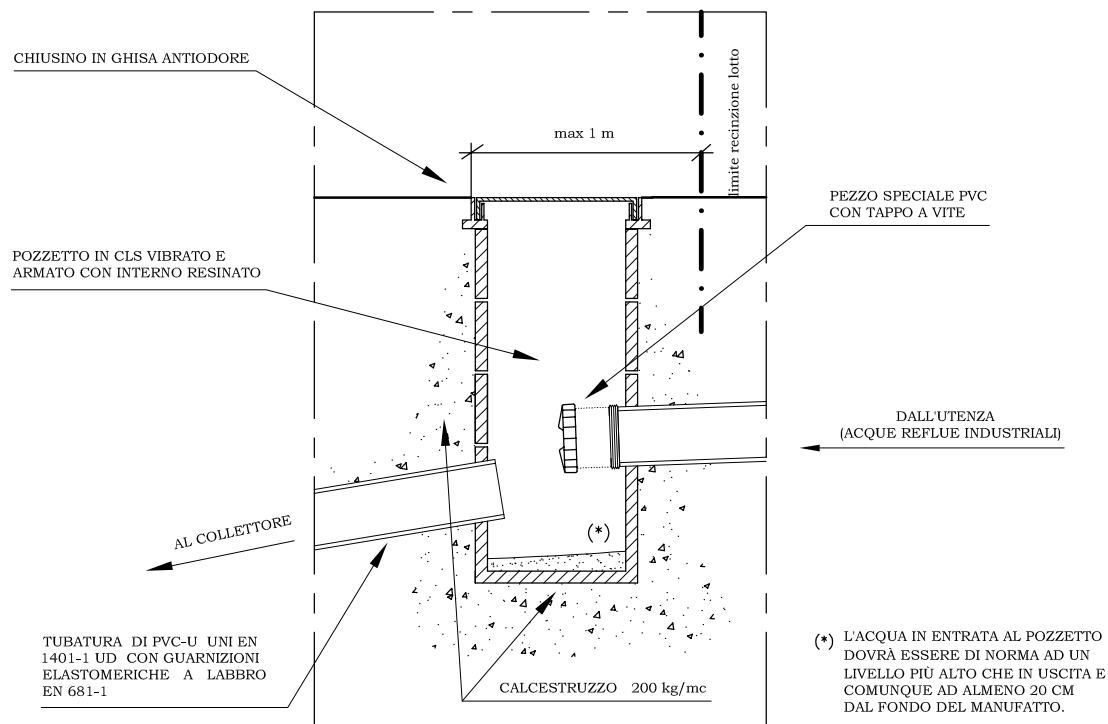 CHIUSINO IN GHISA ANTIODORE
max 1 m
limite recinzione lotto
PEZZO SPECIALE PVC
CON TAPPO A VITE
POZZETTO IN CLS VIBRATO E
ARMATO CON INTERNO RESINATO
DALL'UTENZA
(ACQUE REFLUE INDUSTRIALI)
AL COLLETTORE
(*)
TUBATURA DI PVC-U UNI EN
1401-1 UD CON GUARNIZIONI
ELASTOMERICHE A LABBRO
EN 681-1
CALCESTRUZZO 200 kg/mc
(*) L'ACQUA IN ENTRATA AL POZZETTO
DOVRÀ ESSERE DI NORMA AD UN
LIVELLO PIÙ ALTO CHE IN USCITA E
COMUNQUE AD ALMENO 20 CM
DAL FONDO DEL MANUFATTO.